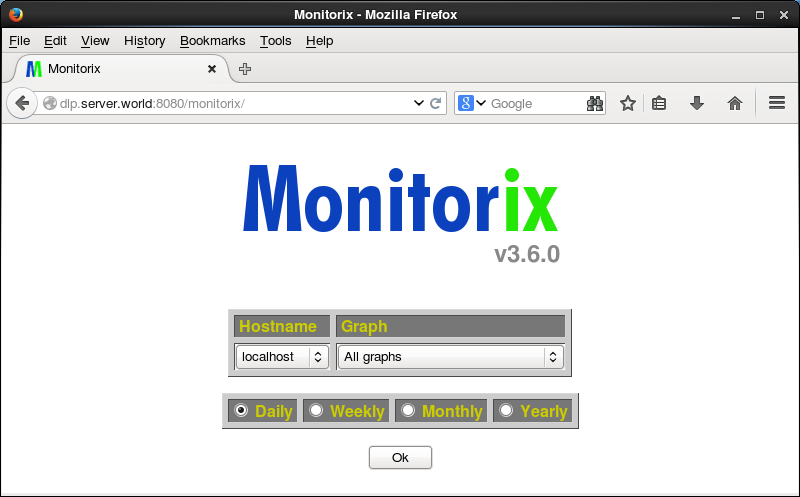 Monitorix - Mozilla Firefox
File Edit View History Bookmarks Tools Help
Monitorix
dlp.server.world:8080/monitorix/ Google
Monitorix
v3.6.0
Hostname Graph
localhost All graphs
Daily Weekly Monthly Yearly
Ok